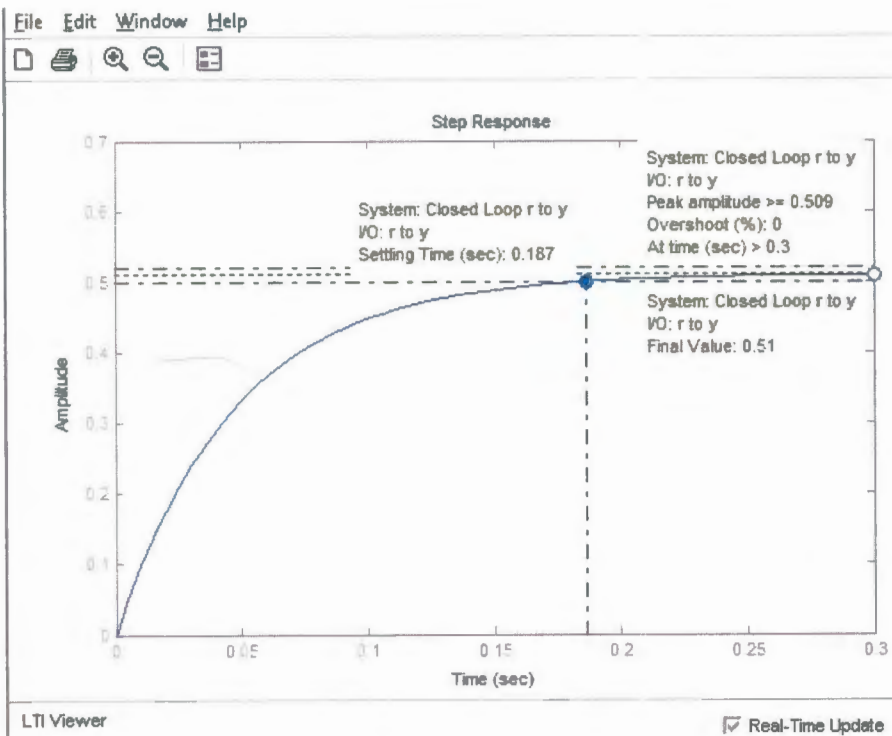 File Edit Window Help
Step Response
System: Closed Loop r to y
I/O: r to y
Settling Time (sec): 0.187
System: Closed Loop r to y
I/O: r to y
Peak amplitude >= 0.509
Overshoot (%): 0
At time (sec) > 0.3
System: Closed Loop r to y
I/O: r to y
Final Value: 0.51
Amplitude
0.7
0.6
0.5
0.4
0.3
0.2
0.1
0
0 0.05 0.1 0.15 0.2 0.25 0.3
Time (sec)
LTI Viewer
Real-Time Update